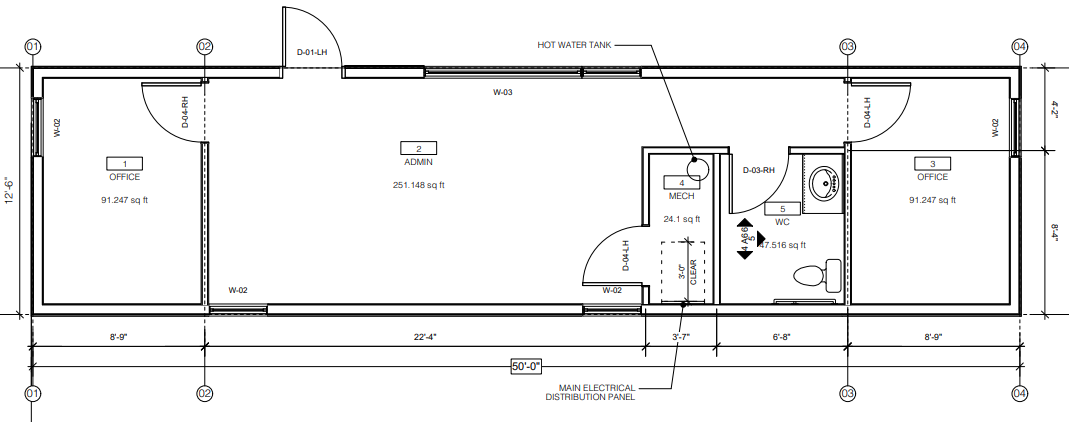 01
02
03
04
HOT WATER TANK
D-01-LH
W-03
D-04-RH
D-04-LH
W-02
W-02
4'-2"
1
OFFICE
91.247 sq ft
2
ADMIN
251.148 sq ft
4
MECH
24.1 sq ft
D-03-RH
5
WC
47.516 sq ft
3
OFFICE
91.247 sq ft
12'-6"
8'-4"
D-04-LH
3'-0"
CLEAR
5
W-02
W-02
8'-9"
22'-4"
3'-7"
6'-8"
8'-9"
50'-0"
01
02
MAIN ELECTRICAL
DISTRIBUTION PANEL
03
04